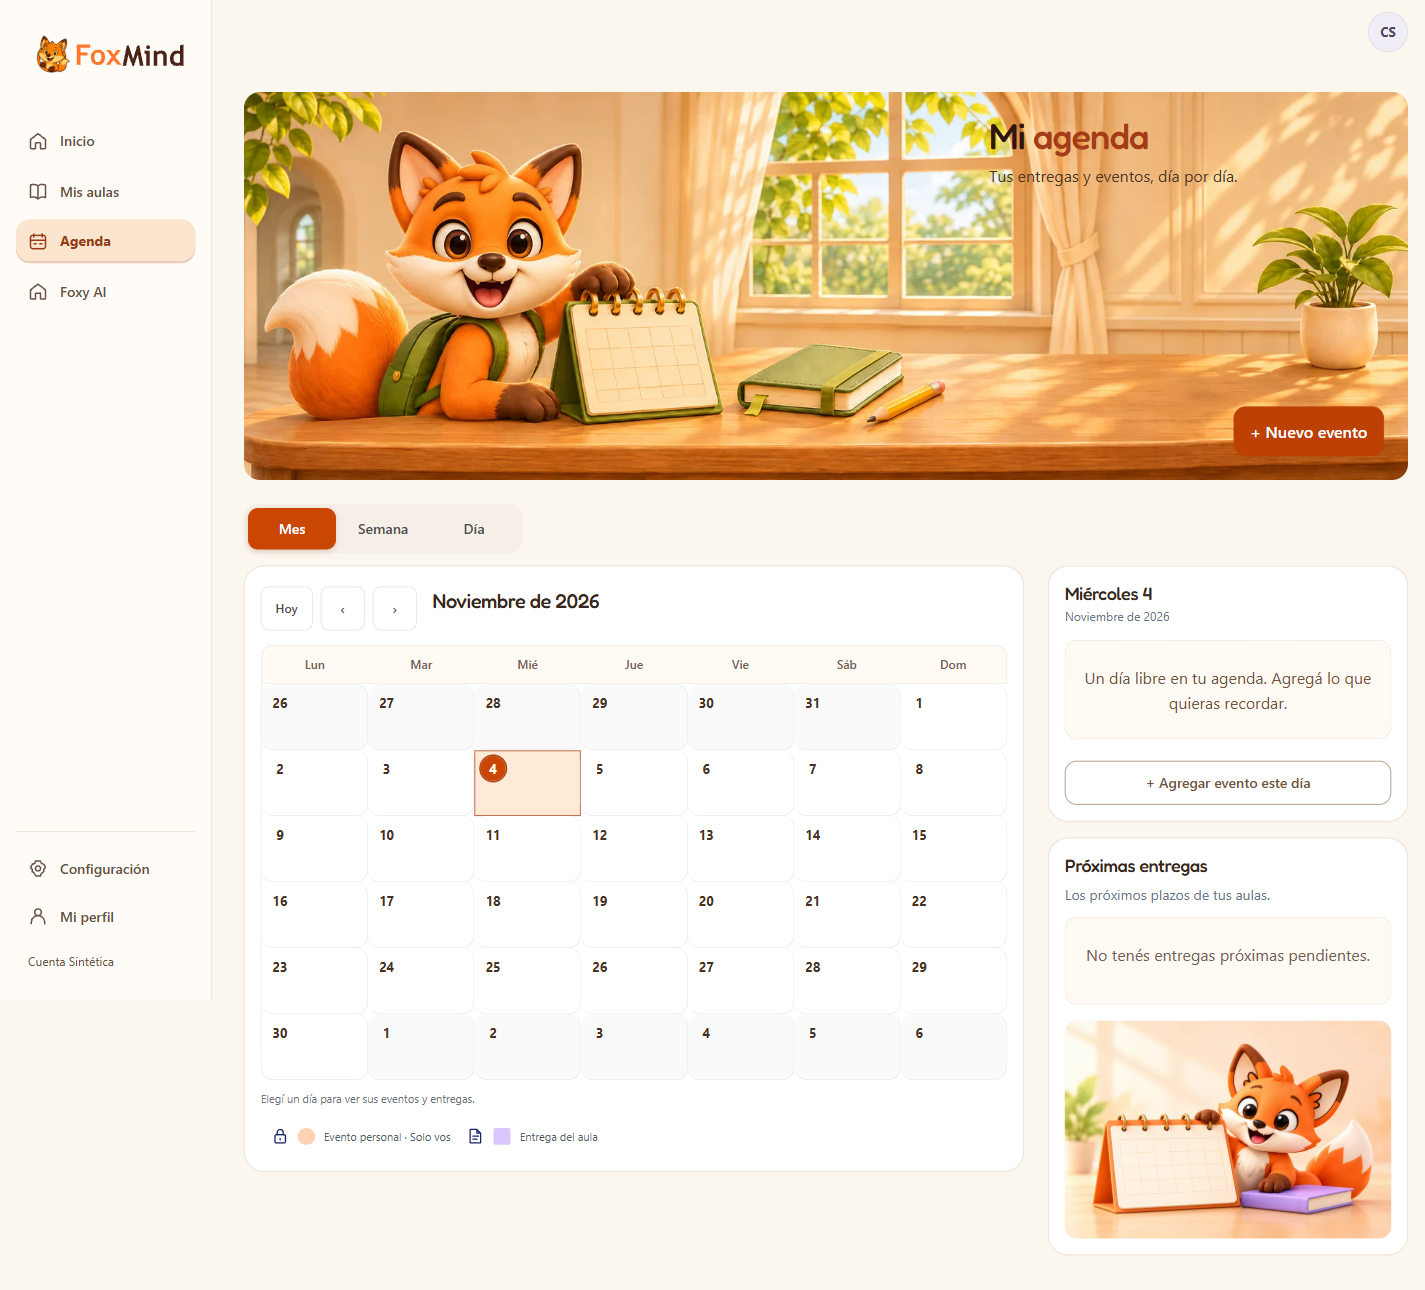 FoxMind
CS
Inicio
Mis aulas
Agenda
Foxy AI
Configuración
Mi perfil
Cuenta Sintética
Mi agenda
Tus entregas y eventos, día por día.
+ Nuevo evento
Mes Semana Día
Hoy ‹ › Noviembre de 2026
Lun Mar Mié Jue Vie Sáb Dom
26 27 28 29 30 31 1
2 3 4 5 6 7 8
9 10 11 12 13 14 15
16 17 18 19 20 21 22
23 24 25 26 27 28 29
30 1 2 3 4 5 6
Elegí un día para ver sus eventos y entregas.
Evento personal · Solo vos Entrega del aula
Miércoles 4
Noviembre de 2026
Un día libre en tu agenda. Agregá lo que
quieras recordar.
+ Agregar evento este día
Próximas entregas
Los próximos plazos de tus aulas.
No tenés entregas próximas pendientes.